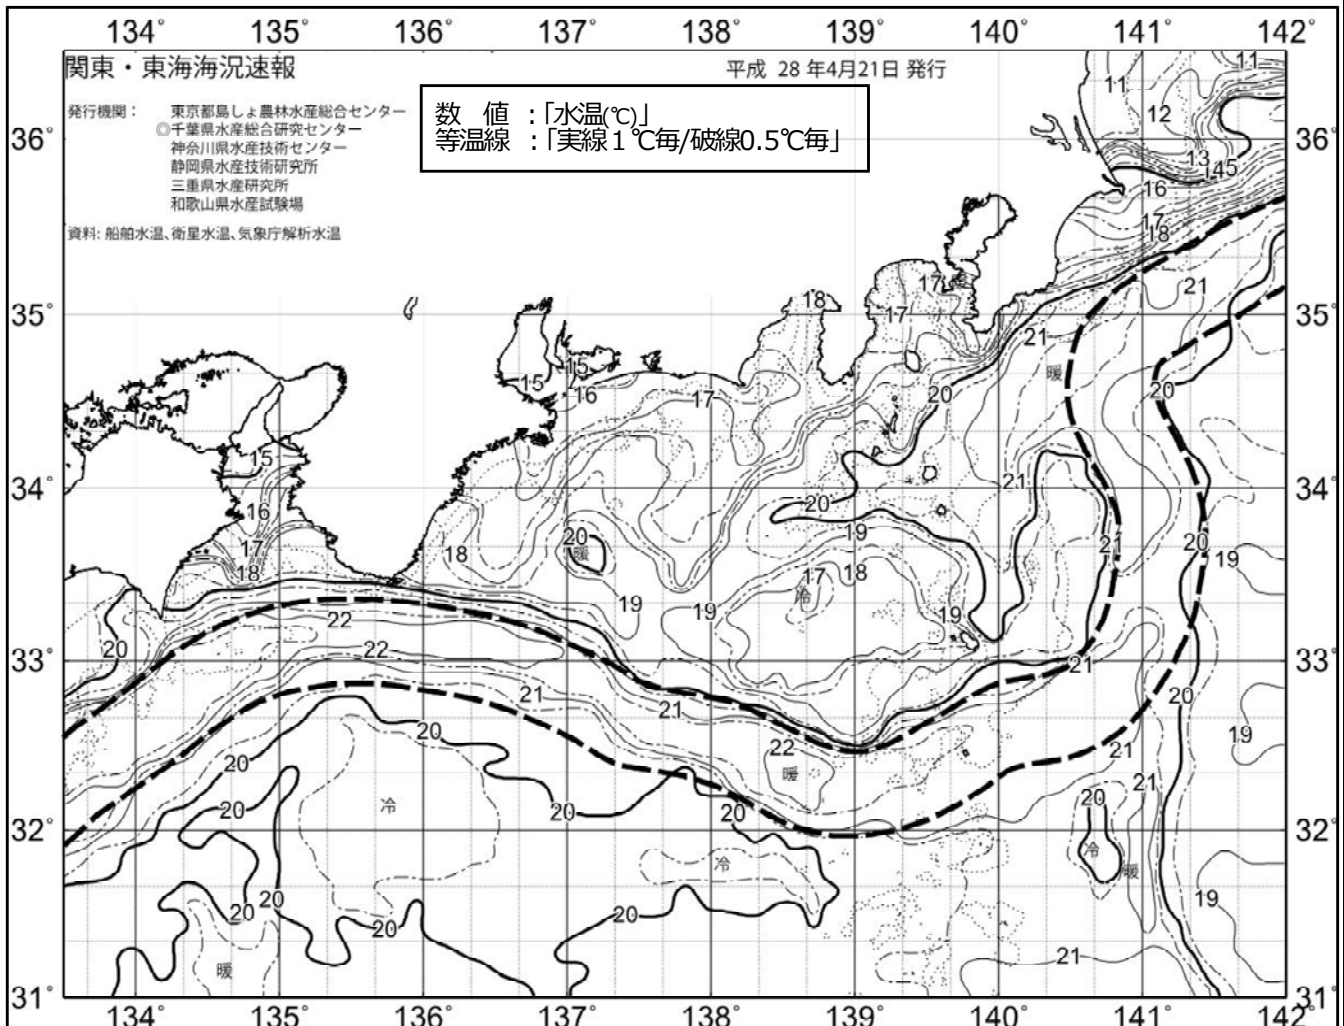 134° 135° 136° 137° 138° 139° 140° 141° 142°
関東・東海海況速報
平成 28 年4月21日 発行
発行機関： 東京都島しょ農林水産総合センター
◎千葉県水産総合研究センター
神奈川県水産技術センター
静岡県水産技術研究所
三重県水産研究所
和歌山県水産試験場
資料: 船舶水温､衛星水温､気象庁解析水温
数 値 :「水温(℃)」
等温線 :「実線１℃毎/破線0.5℃毎」
11 11
12
36° 36°
13
145
16
17
18
17 暖
21
35° 18 17 35°
21
暖
15
15 16 17 20 20
15
34° 21 34°
16 20
17 20 暖 18 19 21 20 19
18 17 冷 18
19 19 19
22
20 22
33° 21 33°
21 21 20
20 20 22 21 19
暖
冷 21
20 20 20 20
32° 32°
冷 冷 暖
20 20 20 20 19
暖 21
31° 31°
134° 135° 136° 137° 138° 139° 140° 141° 142°